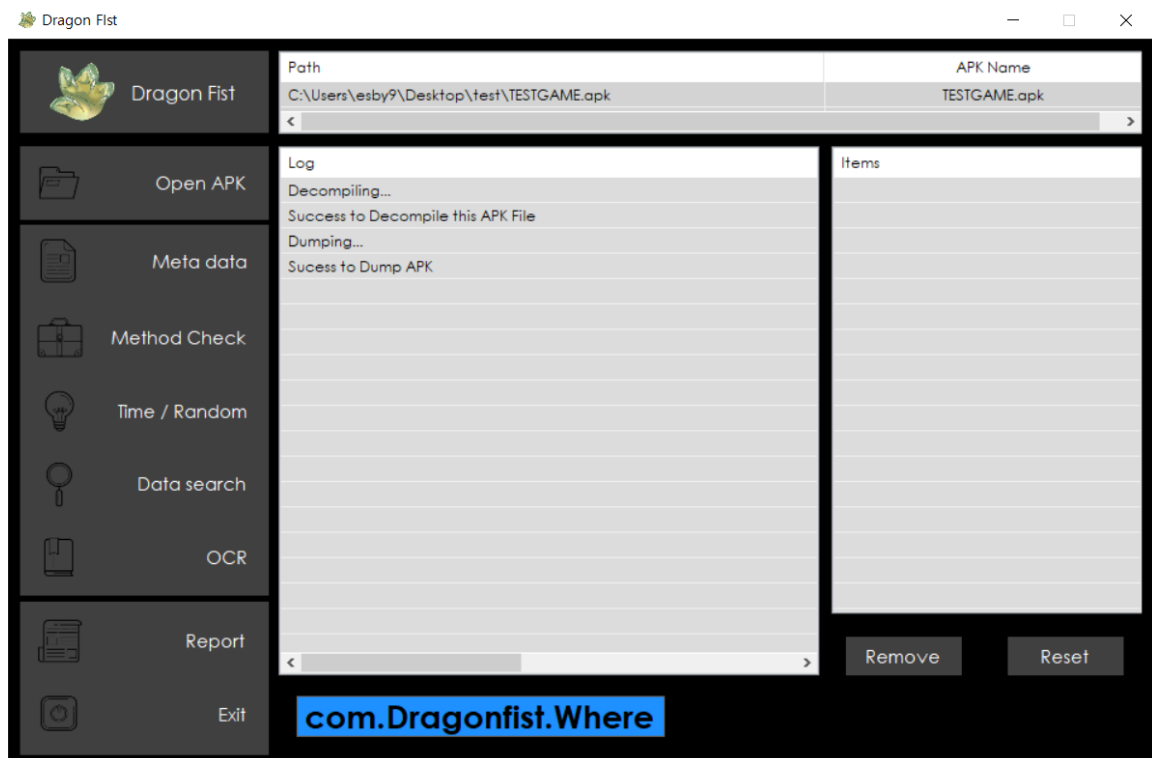 Dragon FIst
Dragon Fist
Path
APK Name
C:\Users\esby9\Desktop\test\TESTGAME.apk
TESTGAME.apk
Open APK
Meta data
Method Check
Time / Random
Data search
OCR
Report
Exit
Log
Decompiling...
Success to Decompile this APK File
Dumping...
Sucess to Dump APK
Items
Remove
Reset
com.Dragonfist.Where